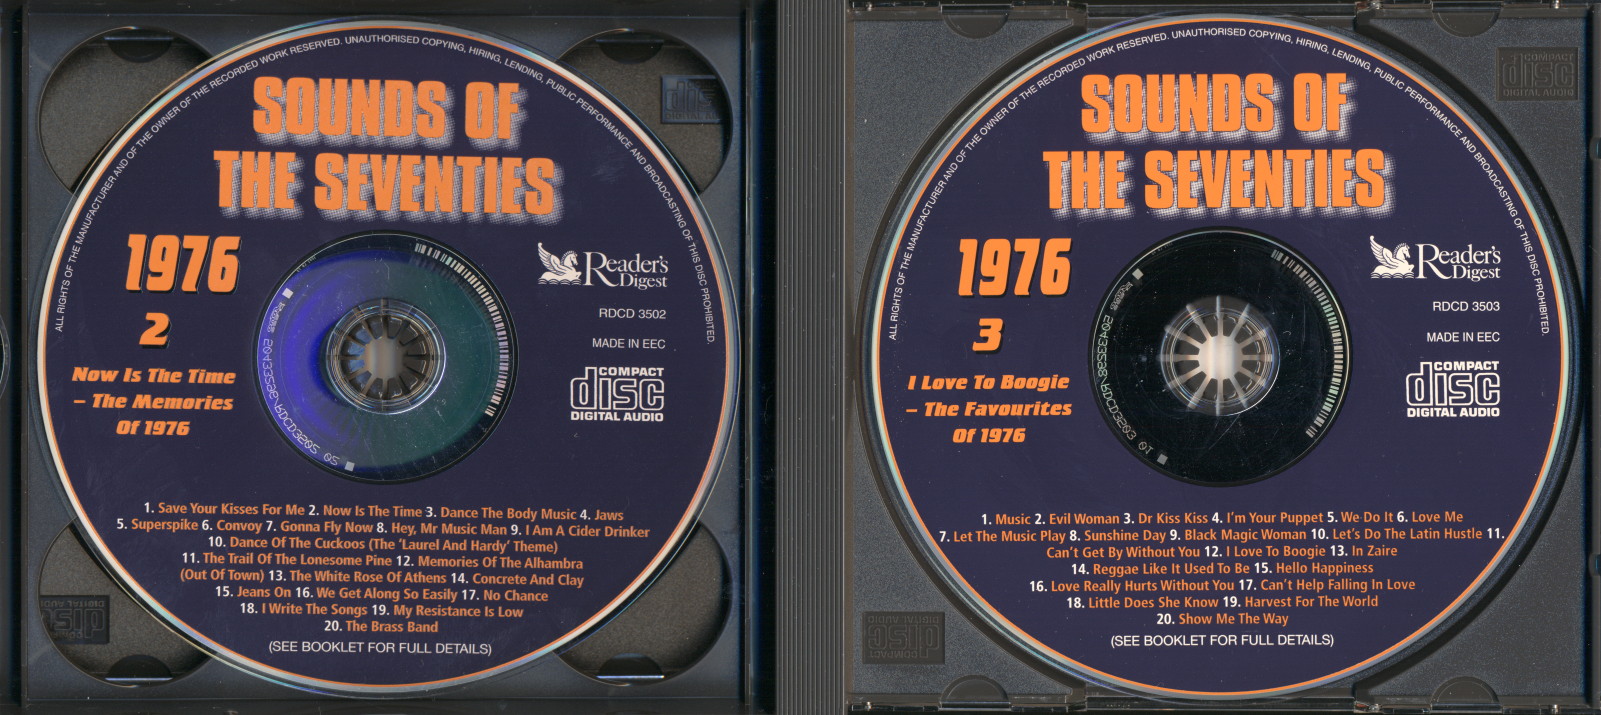 ALL RIGHTS OF THE MANUFACTURER AND OF THE OWNER OF THE RECORDED WORK RESERVED. UNAUTHORISED COPYING, HIRING, LENDING, PUBLIC PERFORMANCE AND BROADCASTING OF THIS DISC PROHIBITED.
SOUNDS OF
THE SEVENTIES
1976
2
Now Is The Time
– The Memories
Of 1976
Reader's
Digest
RDCD 3502
MADE IN EEC
COMPACT
disc
DIGITAL AUDIO
1. Save Your Kisses For Me 2. Now Is The Time 3. Dance The Body Music 4. Jaws
5. Superspike 6. Convoy 7. Gonna Fly Now 8. Hey, Mr Music Man 9. I Am A Cider Drinker
10. Dance Of The Cuckoos (The 'Laurel And Hardy' Theme)
11. The Trail Of The Lonesome Pine 12. Memories Of The Alhambra
(Out Of Town) 13. The White Rose Of Athens 14. Concrete And Clay
15. Jeans On 16. We Get Along So Easily 17. No Chance
18. I Write The Songs 19. My Resistance Is Low
20. The Brass Band
(SEE BOOKLET FOR FULL DETAILS)
ALL RIGHTS OF THE MANUFACTURER AND OF THE OWNER OF THE RECORDED WORK RESERVED. UNAUTHORISED COPYING, HIRING, LENDING, PUBLIC PERFORMANCE AND BROADCASTING OF THIS DISC PROHIBITED.
SOUNDS OF
THE SEVENTIES
1976
3
I Love To Boogie
– The Favourites
Of 1976
Reader's
Digest
RDCD 3503
MADE IN EEC
COMPACT
disc
DIGITAL AUDIO
1. Music 2. Evil Woman 3. Dr Kiss Kiss 4. I'm Your Puppet 5. We Do It 6. Love Me
7. Let The Music Play 8. Sunshine Day 9. Black Magic Woman 10. Let's Do The Latin Hustle 11.
Can't Get By Without You 12. I Love To Boogie 13. In Zaire
14. Reggae Like It Used To Be 15. Hello Happiness
16. Love Really Hurts Without You 17. Can't Help Falling In Love
18. Little Does She Know 19. Harvest For The World
20. Show Me The Way
(SEE BOOKLET FOR FULL DETAILS)
COMPACT
disc
DIGITAL AUDIO
COMPACT
disc
DIGITAL AUDIO